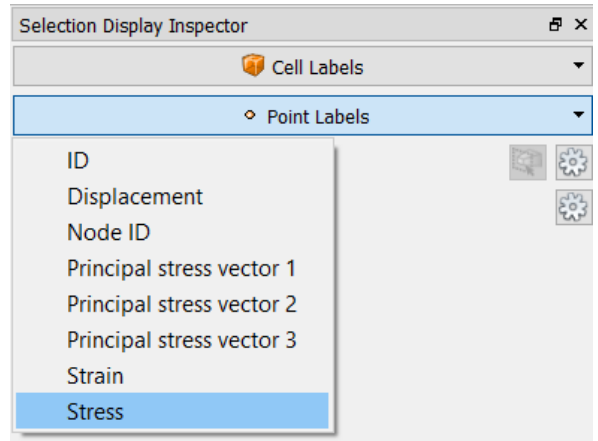 Selection Display Inspector
Cell Labels
Point Labels
ID
Displacement
Node ID
Principal stress vector 1
Principal stress vector 2
Principal stress vector 3
Strain
Stress